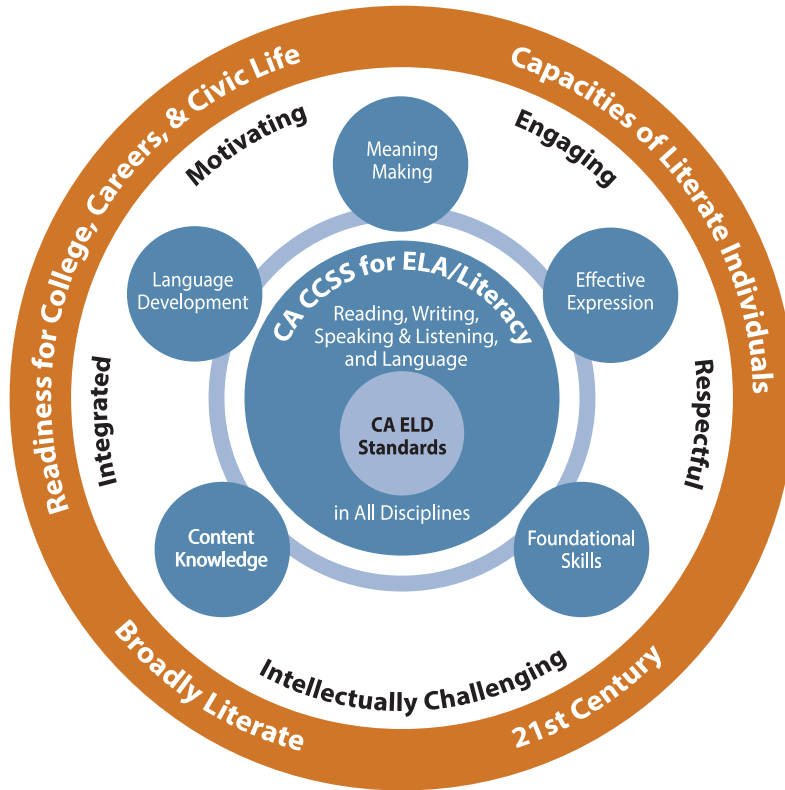 Readiness for College, Careers, & Civic Life
Capacities of Literate Individuals
Broadly Literate
21st Century
Motivating
Engaging
Integrated
Respectful
Intellectually Challenging
Meaning
Making
Language
Development
Effective
Expression
Content
Knowledge
Foundational
Skills
CA CCSS for ELA/Literacy
Reading, Writing,
Speaking & Listening,
and Language
CA ELD
Standards
in All Disciplines